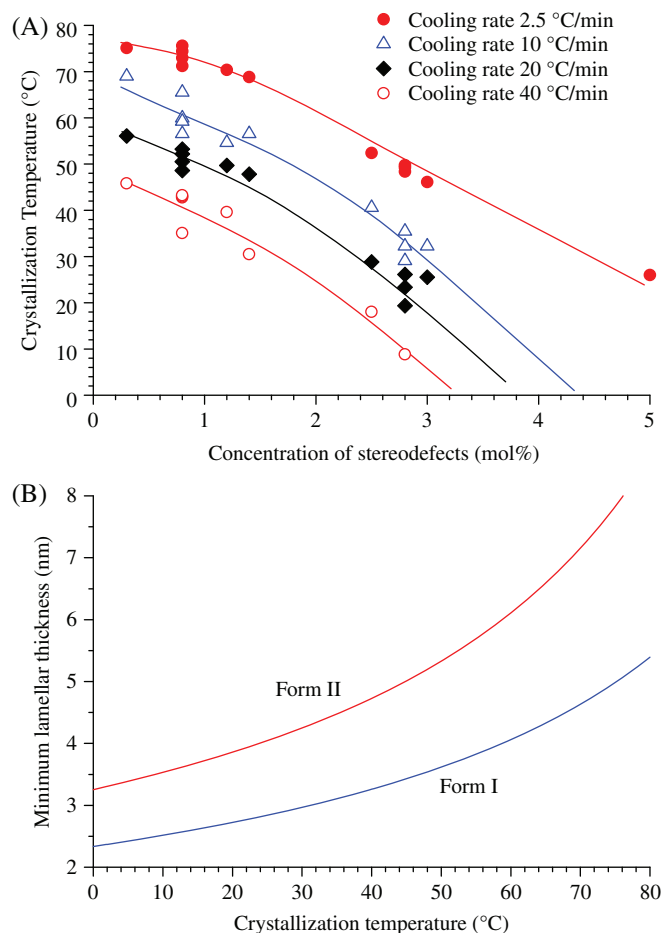 (A)
Cooling rate 2.5 °C/min
Cooling rate 10 °C/min
Cooling rate 20 °C/min
Cooling rate 40 °C/min
80
70
60
50
40
30
20
10
0
Crystallization Temperature (°C)
0 1 2 3 4 5
Concentration of stereodefects (mol%)
(B)
8
7
6
5
4
3
2
Minimum lamellar thickness (nm)
Form II
Form I
0 10 20 30 40 50 60 70 80
Crystallization temperature (°C)